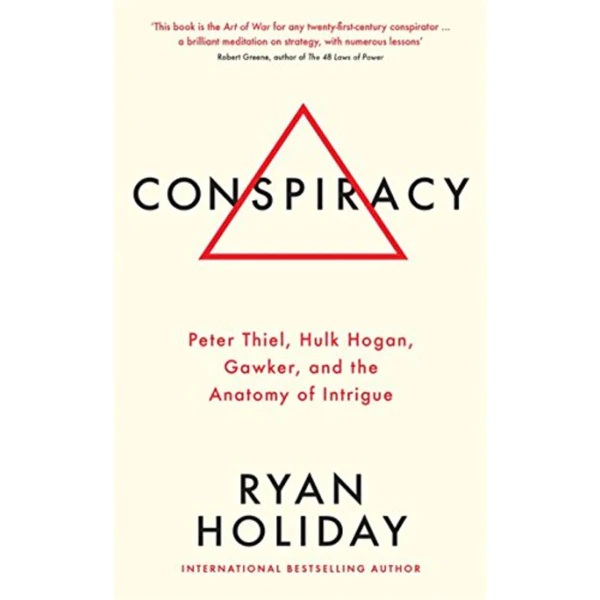 ‘This book is the Art of War for any twenty-first-century conspirator ...
a brilliant meditation on strategy, with numerous lessons’
Robert Greene, author of The 48 Laws of Power
CONSPIRACY
Peter Thiel, Hulk Hogan,
Gawker, and the
Anatomy of Intrigue
RYAN
HOLIDAY
INTERNATIONAL BESTSELLING AUTHOR